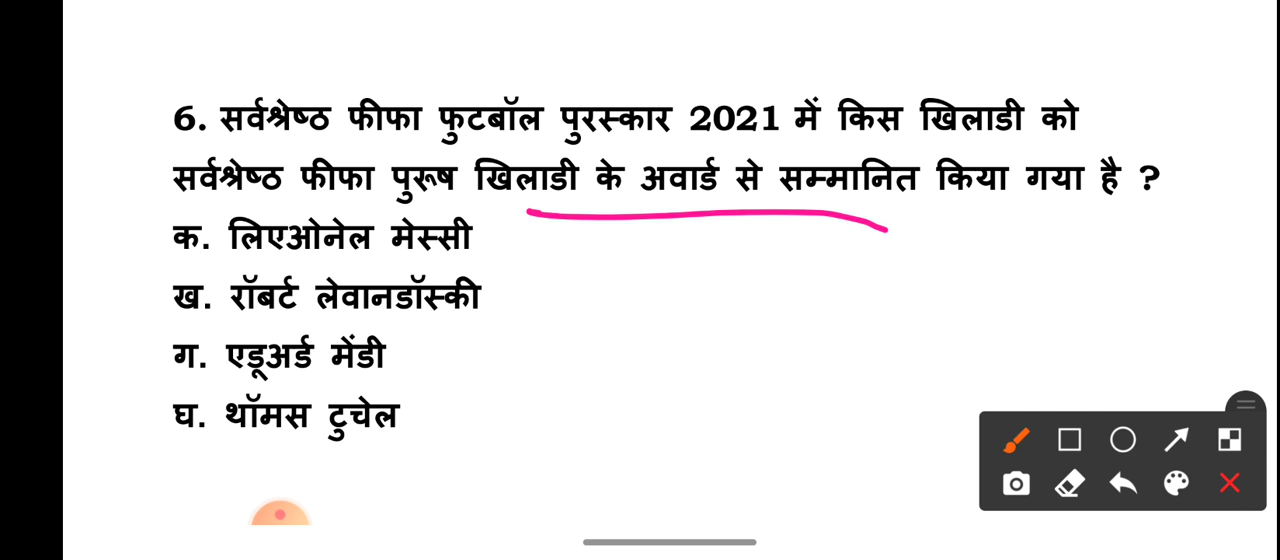 6. सर्वश्रेष्ठ फीफा फुटबॉल पुरस्कार 2021 में किस खिलाडी को
सर्वश्रेष्ठ फीफा पुरूष खिलाडी के अवार्ड से सम्मानित किया गया है ?
क. लिएओनेल मेस्सी
ख. रॉबर्ट लेवानडॉस्की
ग. एडूअर्ड मेंडी
घ. थॉमस टुचेल